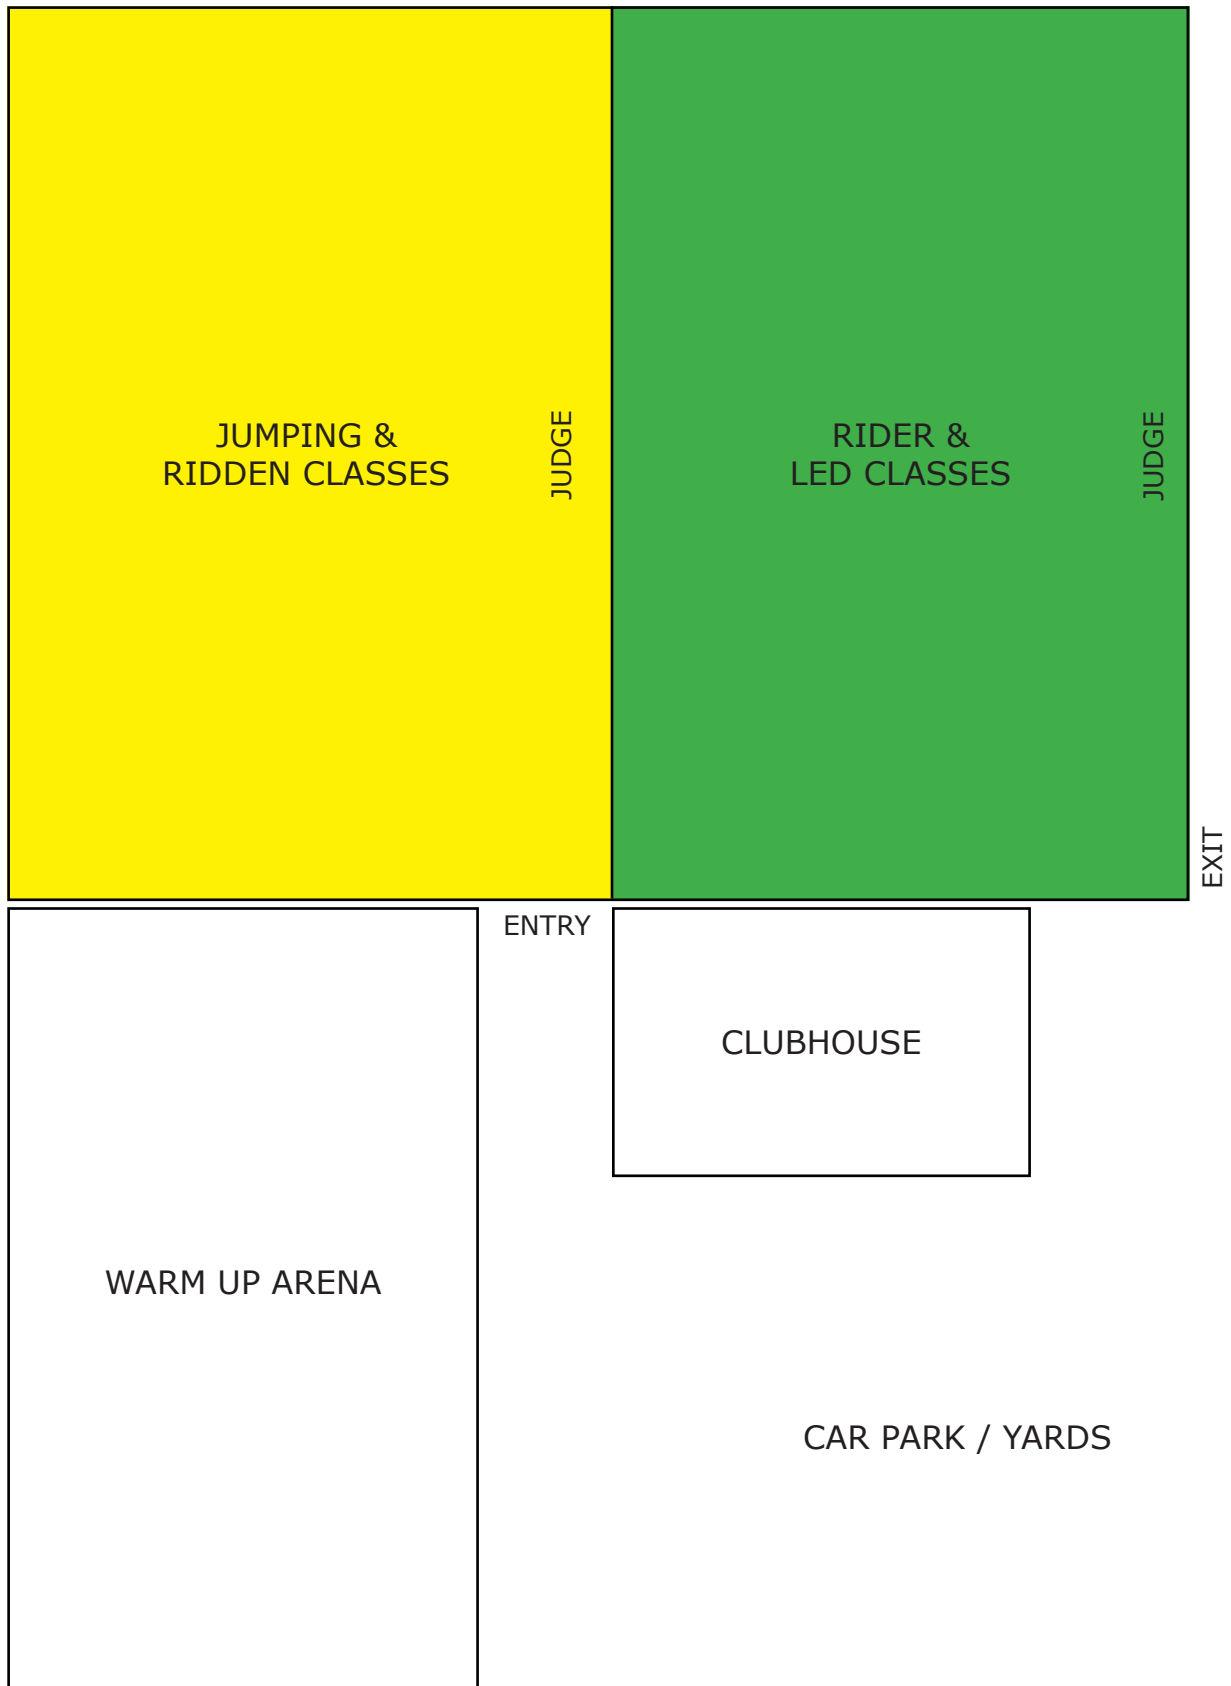 JUMPING &
RIDDEN CLASSES
JUDGE
RIDER &
LED CLASSES
JUDGE
EXIT
ENTRY
CLUBHOUSE
WARM UP ARENA
CAR PARK / YARDS